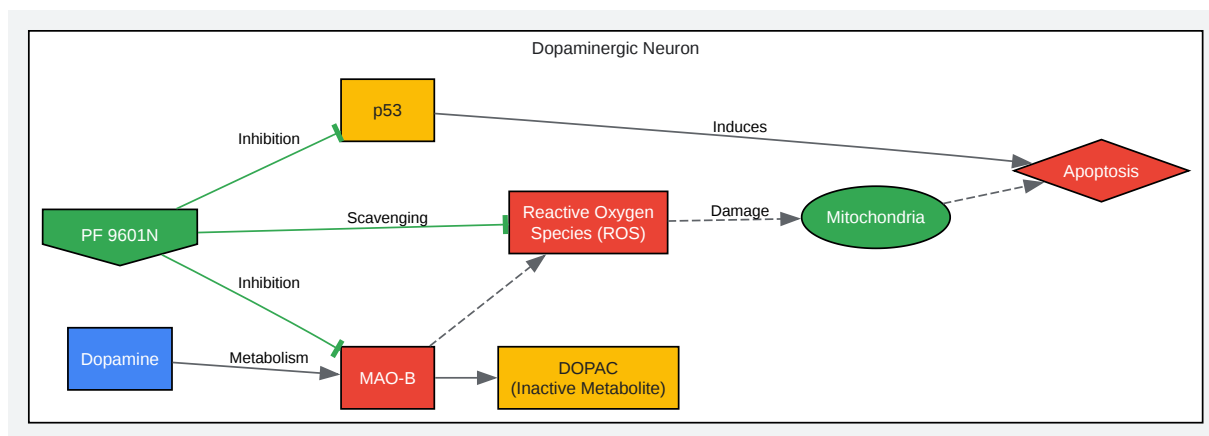 Dopaminergic Neuron
p53
Inhibition
Induces
Apoptosis
PF 9601N
Scavenging
Reactive Oxygen
Species (ROS)
Damage
Mitochondria
Inhibition
Dopamine
Metabolism
MAO-B
DOPAC
(Inactive Metabolite)